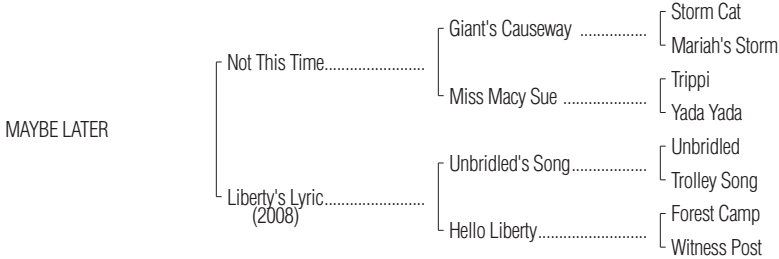 Storm Cat
Giant's Causeway ................
Mariah's Storm
Not This Time........................
Trippi
Miss Macy Sue ....................
Yada Yada
MAYBE LATER
Unbridled
Unbridled's Song..................
Trolley Song
Liberty's Lyric........................
(2008)
Forest Camp
Hello Liberty..........................
Witness Post